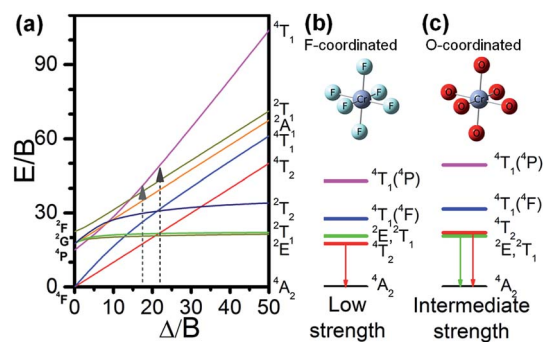 (a)
E/B
90
60
30
0
²F
²G
⁴P
⁴F
0 10 20 30 40 50
Δ/B
⁴T₁
²T₁
²A₁
⁴T₁
⁴T₂
²T₂
²T₁
²E
⁴A₂
(b)
F-coordinated
F
F
F
Cr
F
F
F
⁴T₁(⁴P)
⁴T₁(⁴F)
²E,²T₁
⁴T₂
⁴A₂
Low
strength
(c)
O-coordinated
O
O
O
Cr
O
O
O
⁴T₁(⁴P)
⁴T₁(⁴F)
⁴T₂
²E,²T₁
⁴A₂
Intermediate
strength